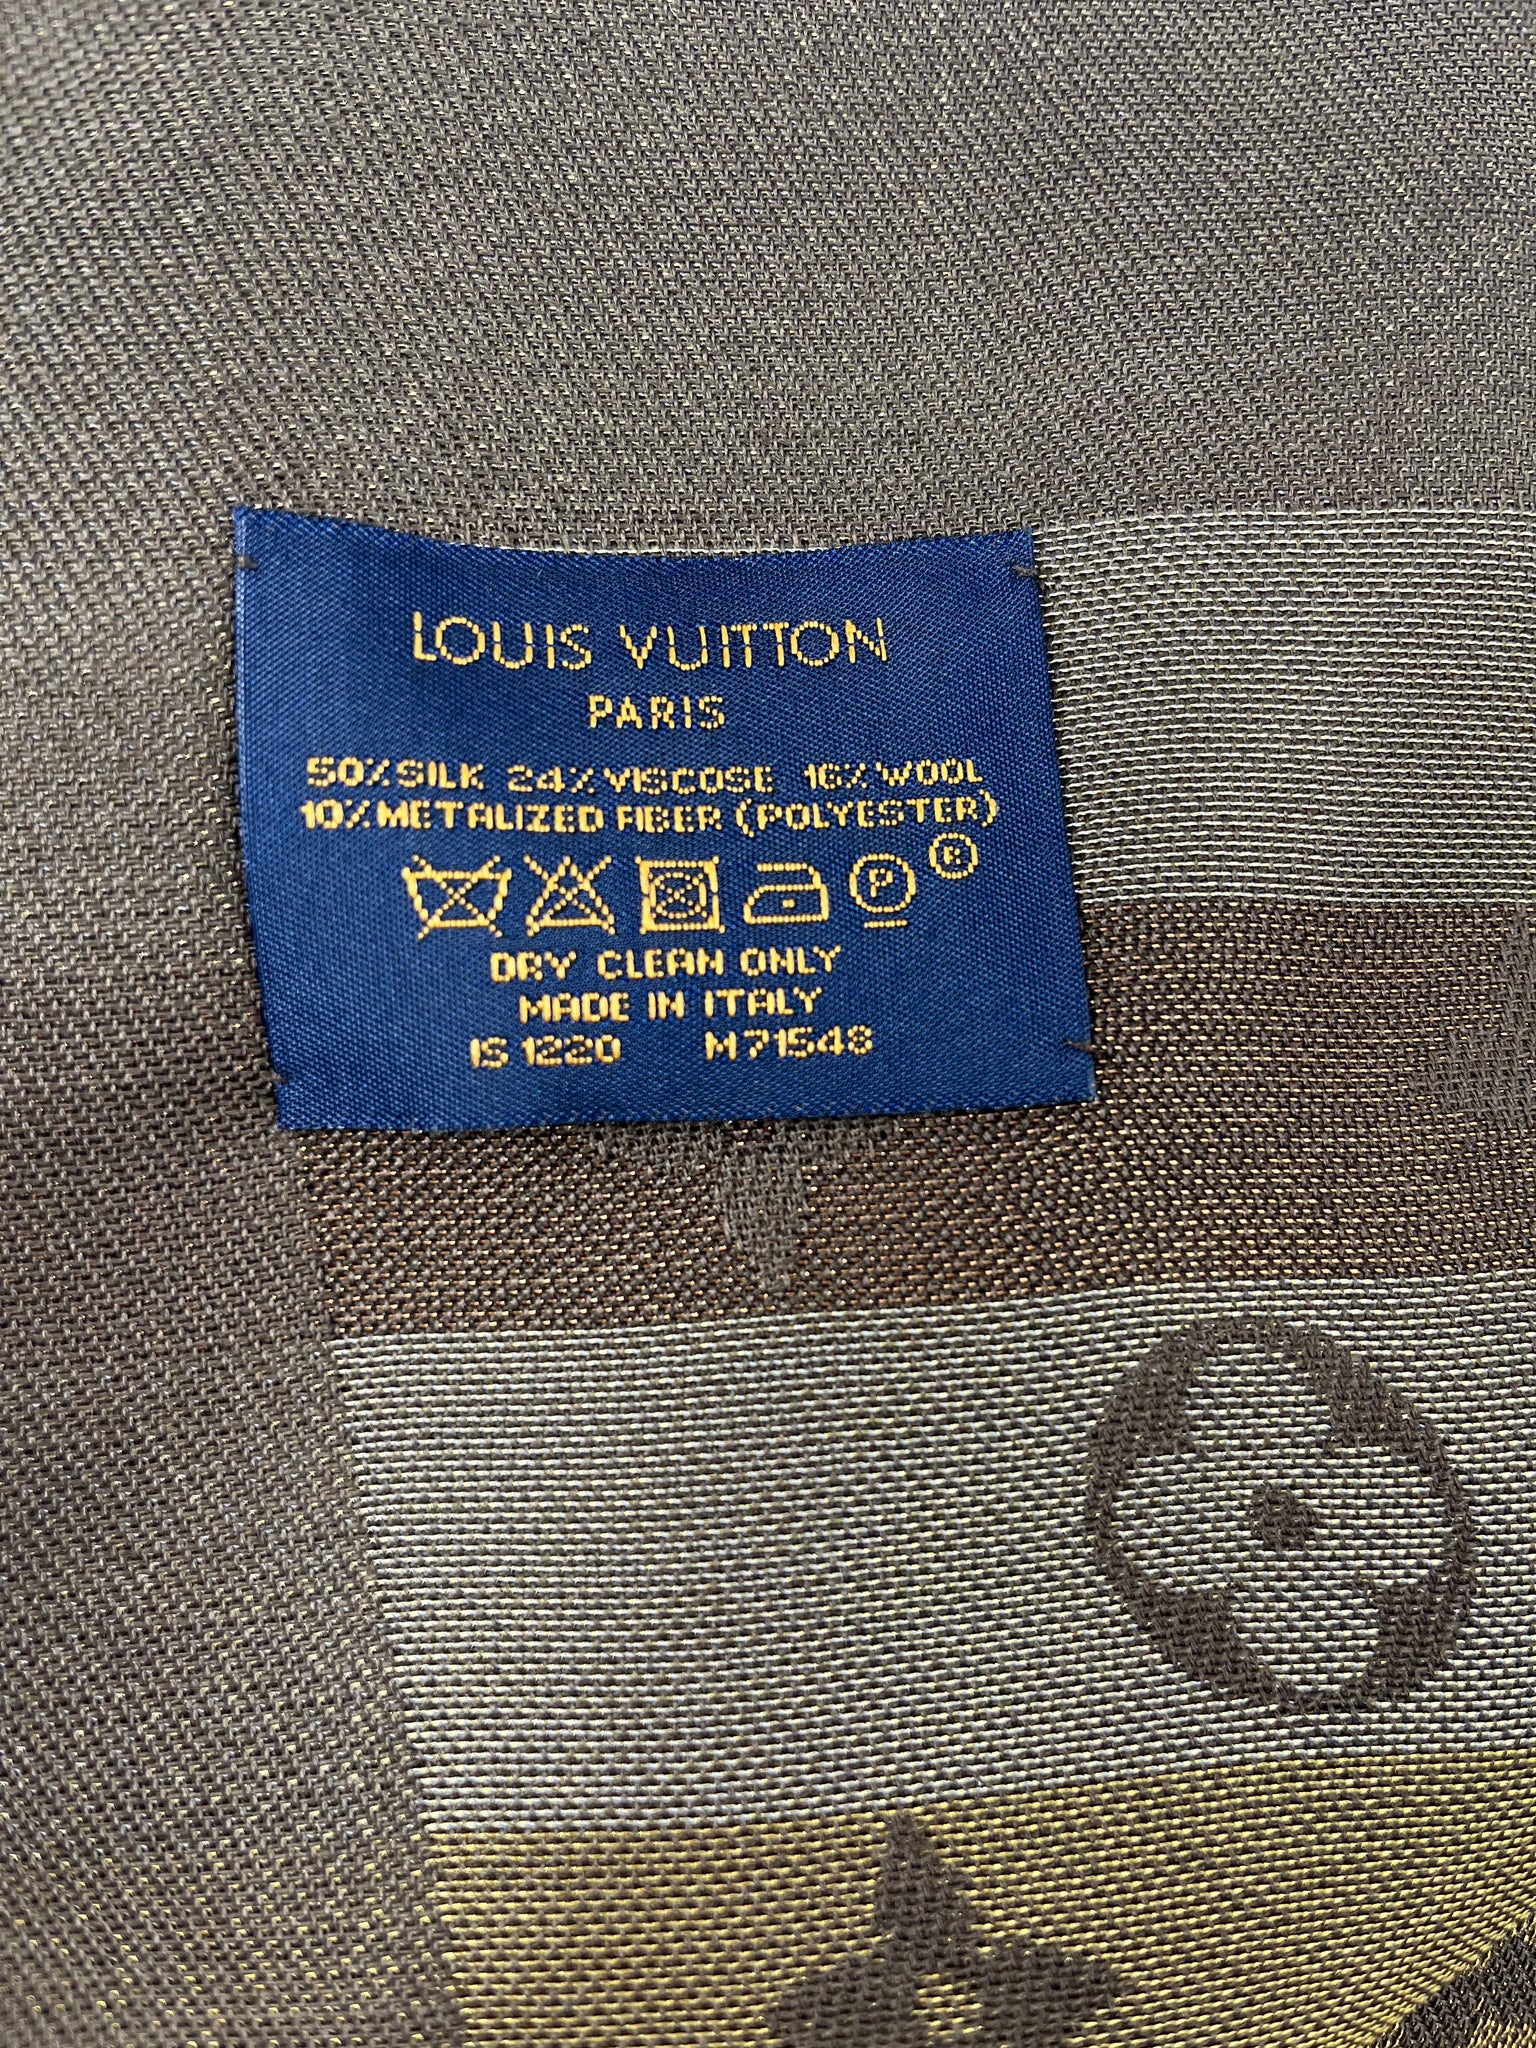 LOUIS VUITTON
PARIS
50% SILK 24% VISCOSE 16% WOOL
10% METALIZED FIBER (POLYESTER)
P ®
DRY CLEAN ONLY
MADE IN ITALY
IS 1220 M71548